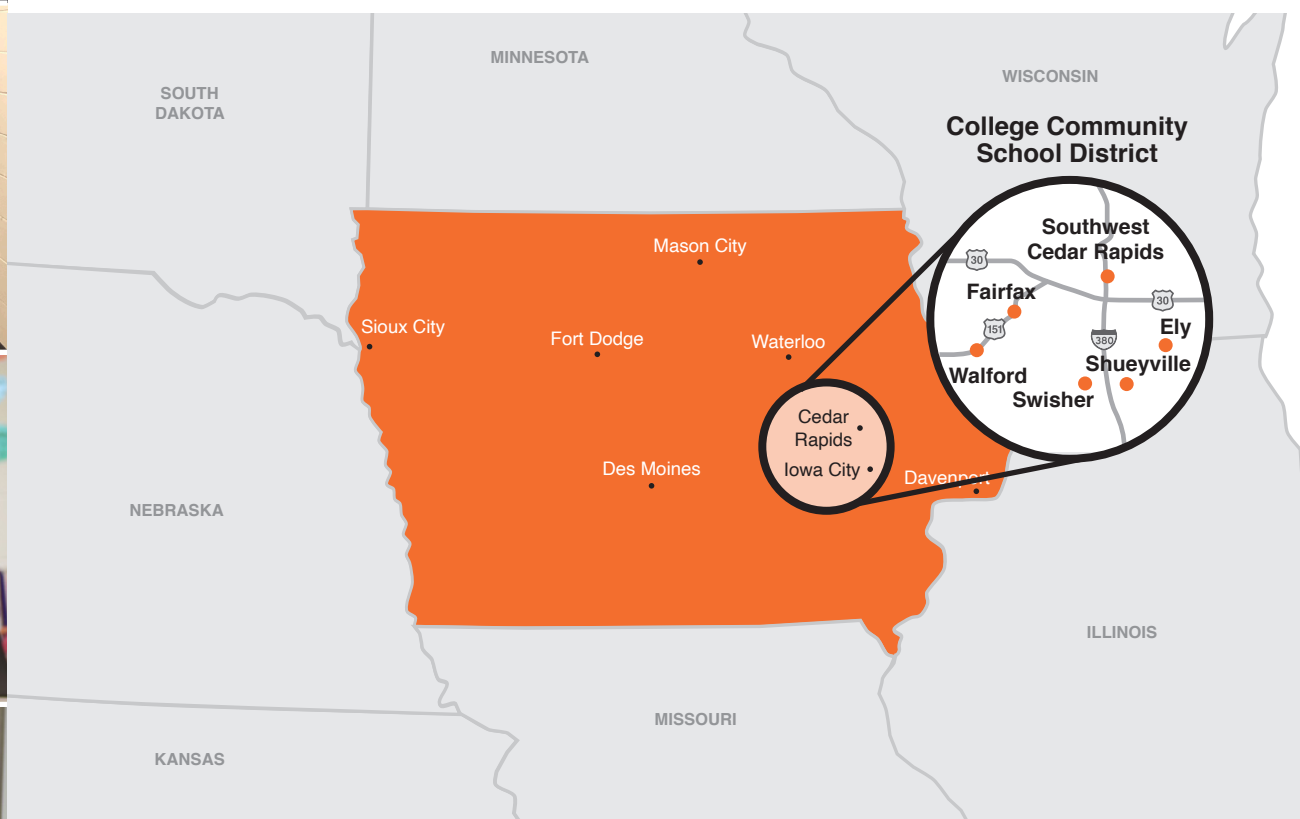 MINNESOTA
WISCONSIN
SOUTH
DAKOTA
College Community
School District
Southwest
Cedar Rapids
30
Fairfax
30
151
Ely
380
Shueyville
Walford
Swisher
Mason City
Sioux City
Fort Dodge
Waterloo
Cedar
Rapids
Iowa City
Des Moines
Davenport
NEBRASKA
ILLINOIS
MISSOURI
KANSAS